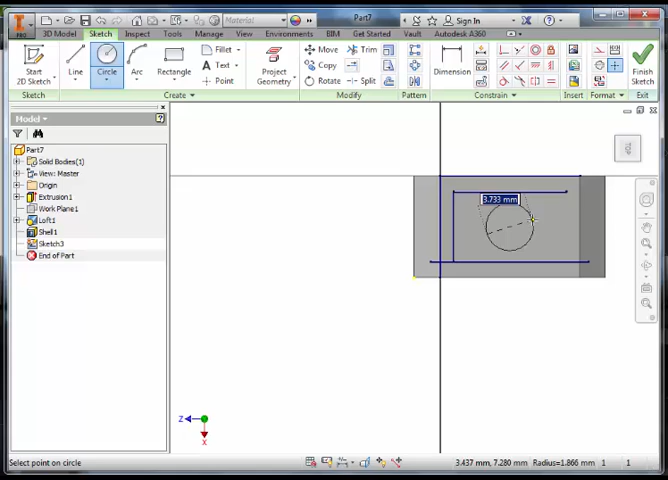 Material
Part7
Sign In
PRO
3D Model Sketch Inspect Tools Manage View Environments BIM Get Started Vault Autodesk A360
Start
2D Sketch
Line
Circle
Arc
Rectangle
Fillet
Text
Point
Project
Geometry
Move
Copy
Rotate
Trim
Split
Dimension
Finish
Sketch
Sketch Create Modify Pattern Constrain Insert Format Exit
Model
Part7
Solid Bodies(1)
View: Master
Origin
Extrusion1
Work Plane1
Loft1
Shell1
Sketch3
End of Part
3.733 mm
Z
X
Select point on circle
3.437 mm, 7.280 mm Radius=1.866 mm 1 1